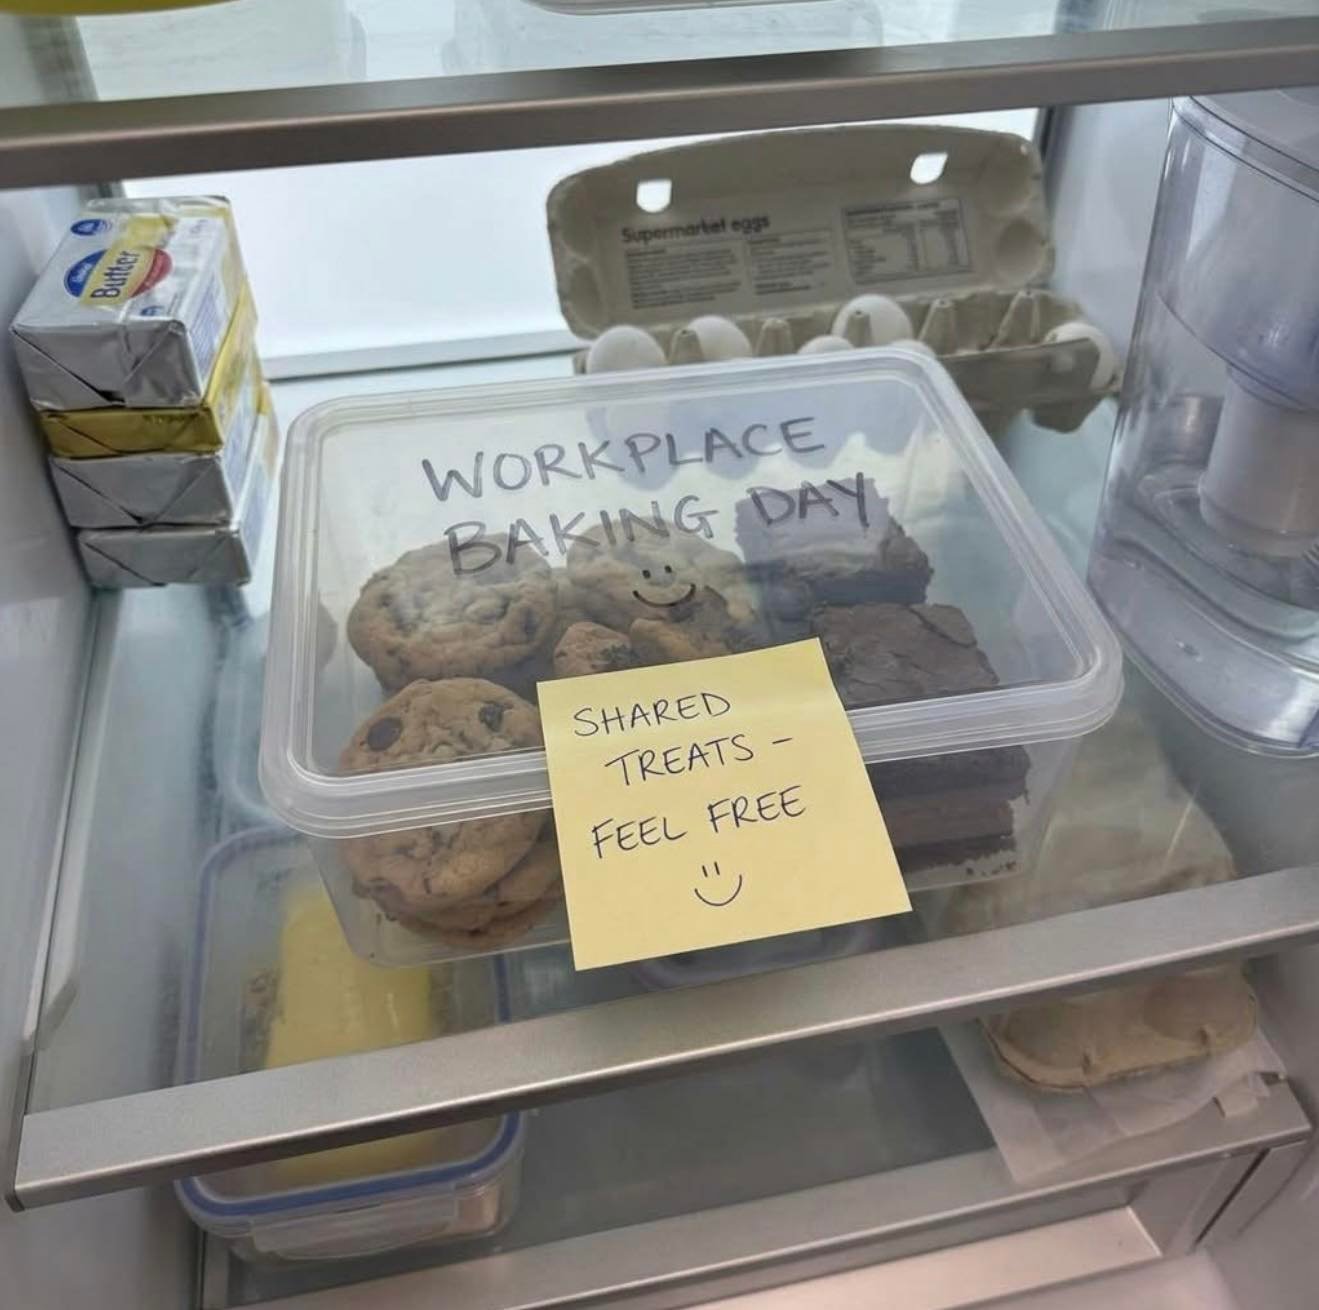 Butter
Supermarket eggs
WORKPLACE
BAKING DAY
SHARED
TREATS –
FEEL FREE